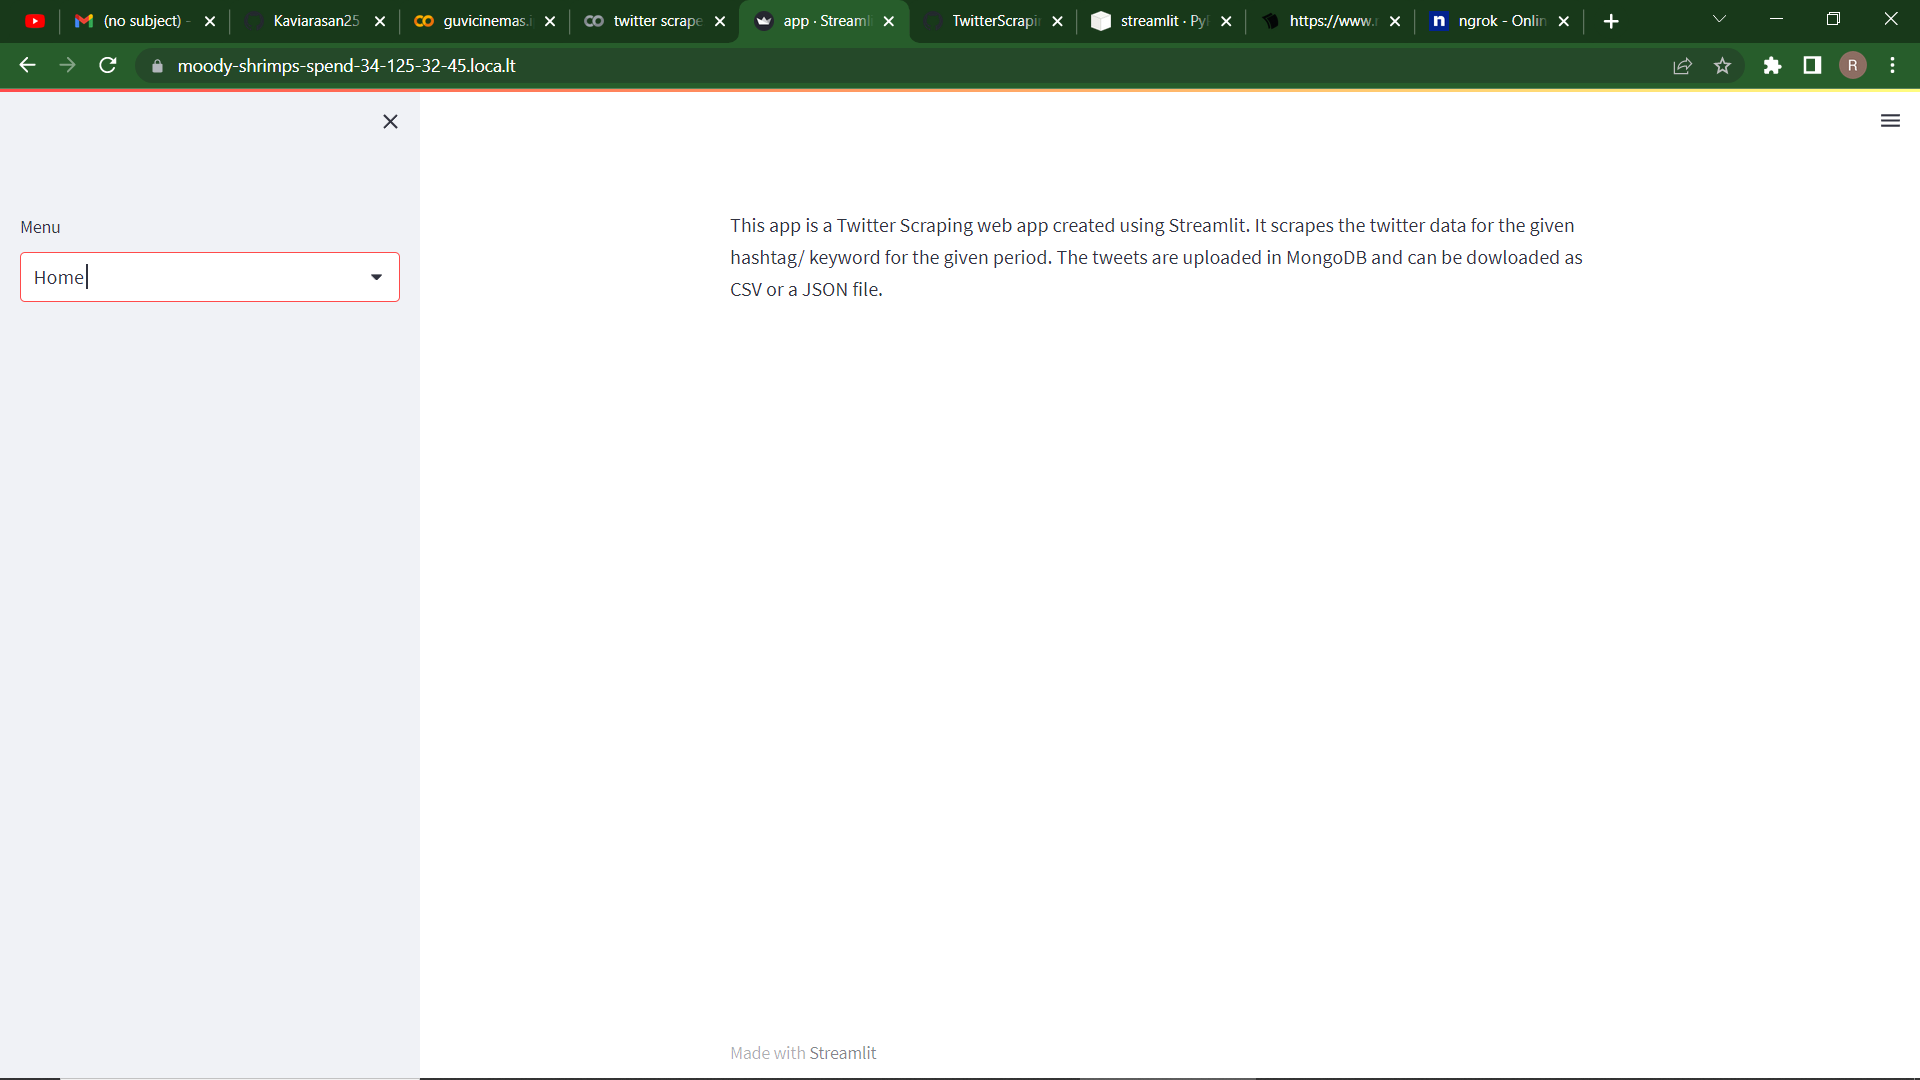 (no subject) -
Kaviarasan25
guvicinemas.i
twitter scrape
app · Streamli
TwitterScrapi
streamlit · Py
https://www.r
n ngrok - Onlin
moody-shrimps-spend-34-125-32-45.loca.lt
R
Menu
Home
This app is a Twitter Scraping web app created using Streamlit. It scrapes the twitter data for the given
hashtag/ keyword for the given period. The tweets are uploaded in MongoDB and can be dowloaded as
CSV or a JSON file.
Made with Streamlit